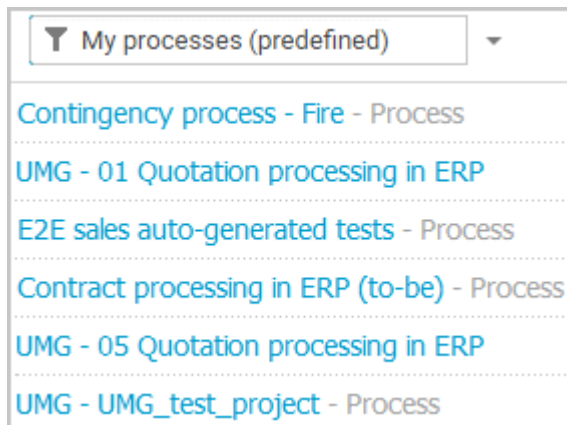 My processes (predefined)
Contingency process - Fire - Process
UMG - 01 Quotation processing in ERP
E2E sales auto-generated tests - Process
Contract processing in ERP (to-be) - Process
UMG - 05 Quotation processing in ERP
UMG - UMG_test_project - Process